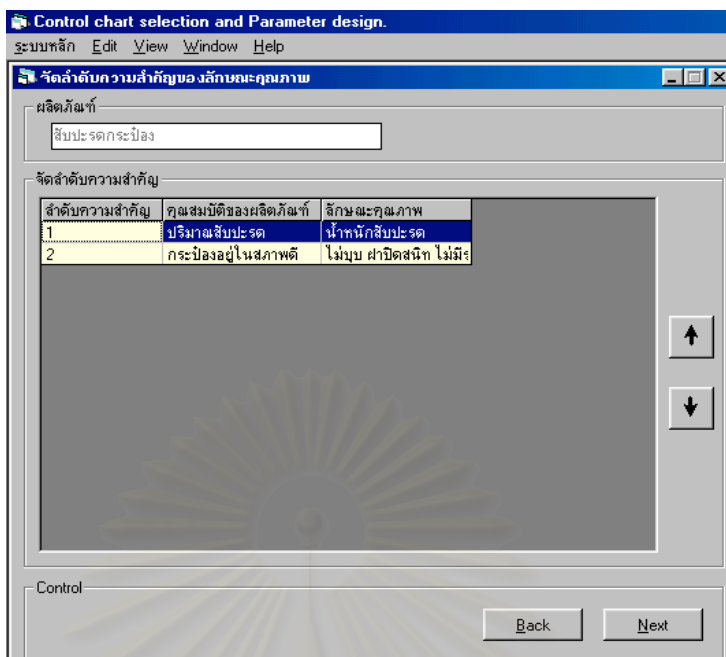 Control chart selection and Parameter design.
ระบบหลัก Edit View Window Help
จัดลำดับความสำคัญของลักษณะคุณภาพ
ผลิตภัณฑ์
สับปะรดกระป๋อง
จัดลำดับความสำคัญ
ลำดับความสำคัญ คุณสมบัติของผลิตภัณฑ์ ลักษณะคุณภาพ
1 ปริมาณสับปะรด น้ำหนักสับปะรด
2 กระป๋องอยู่ในสภาพดี ไม่บุบ ฝาปิดสนิท ไม่มีร
Control
Back Next